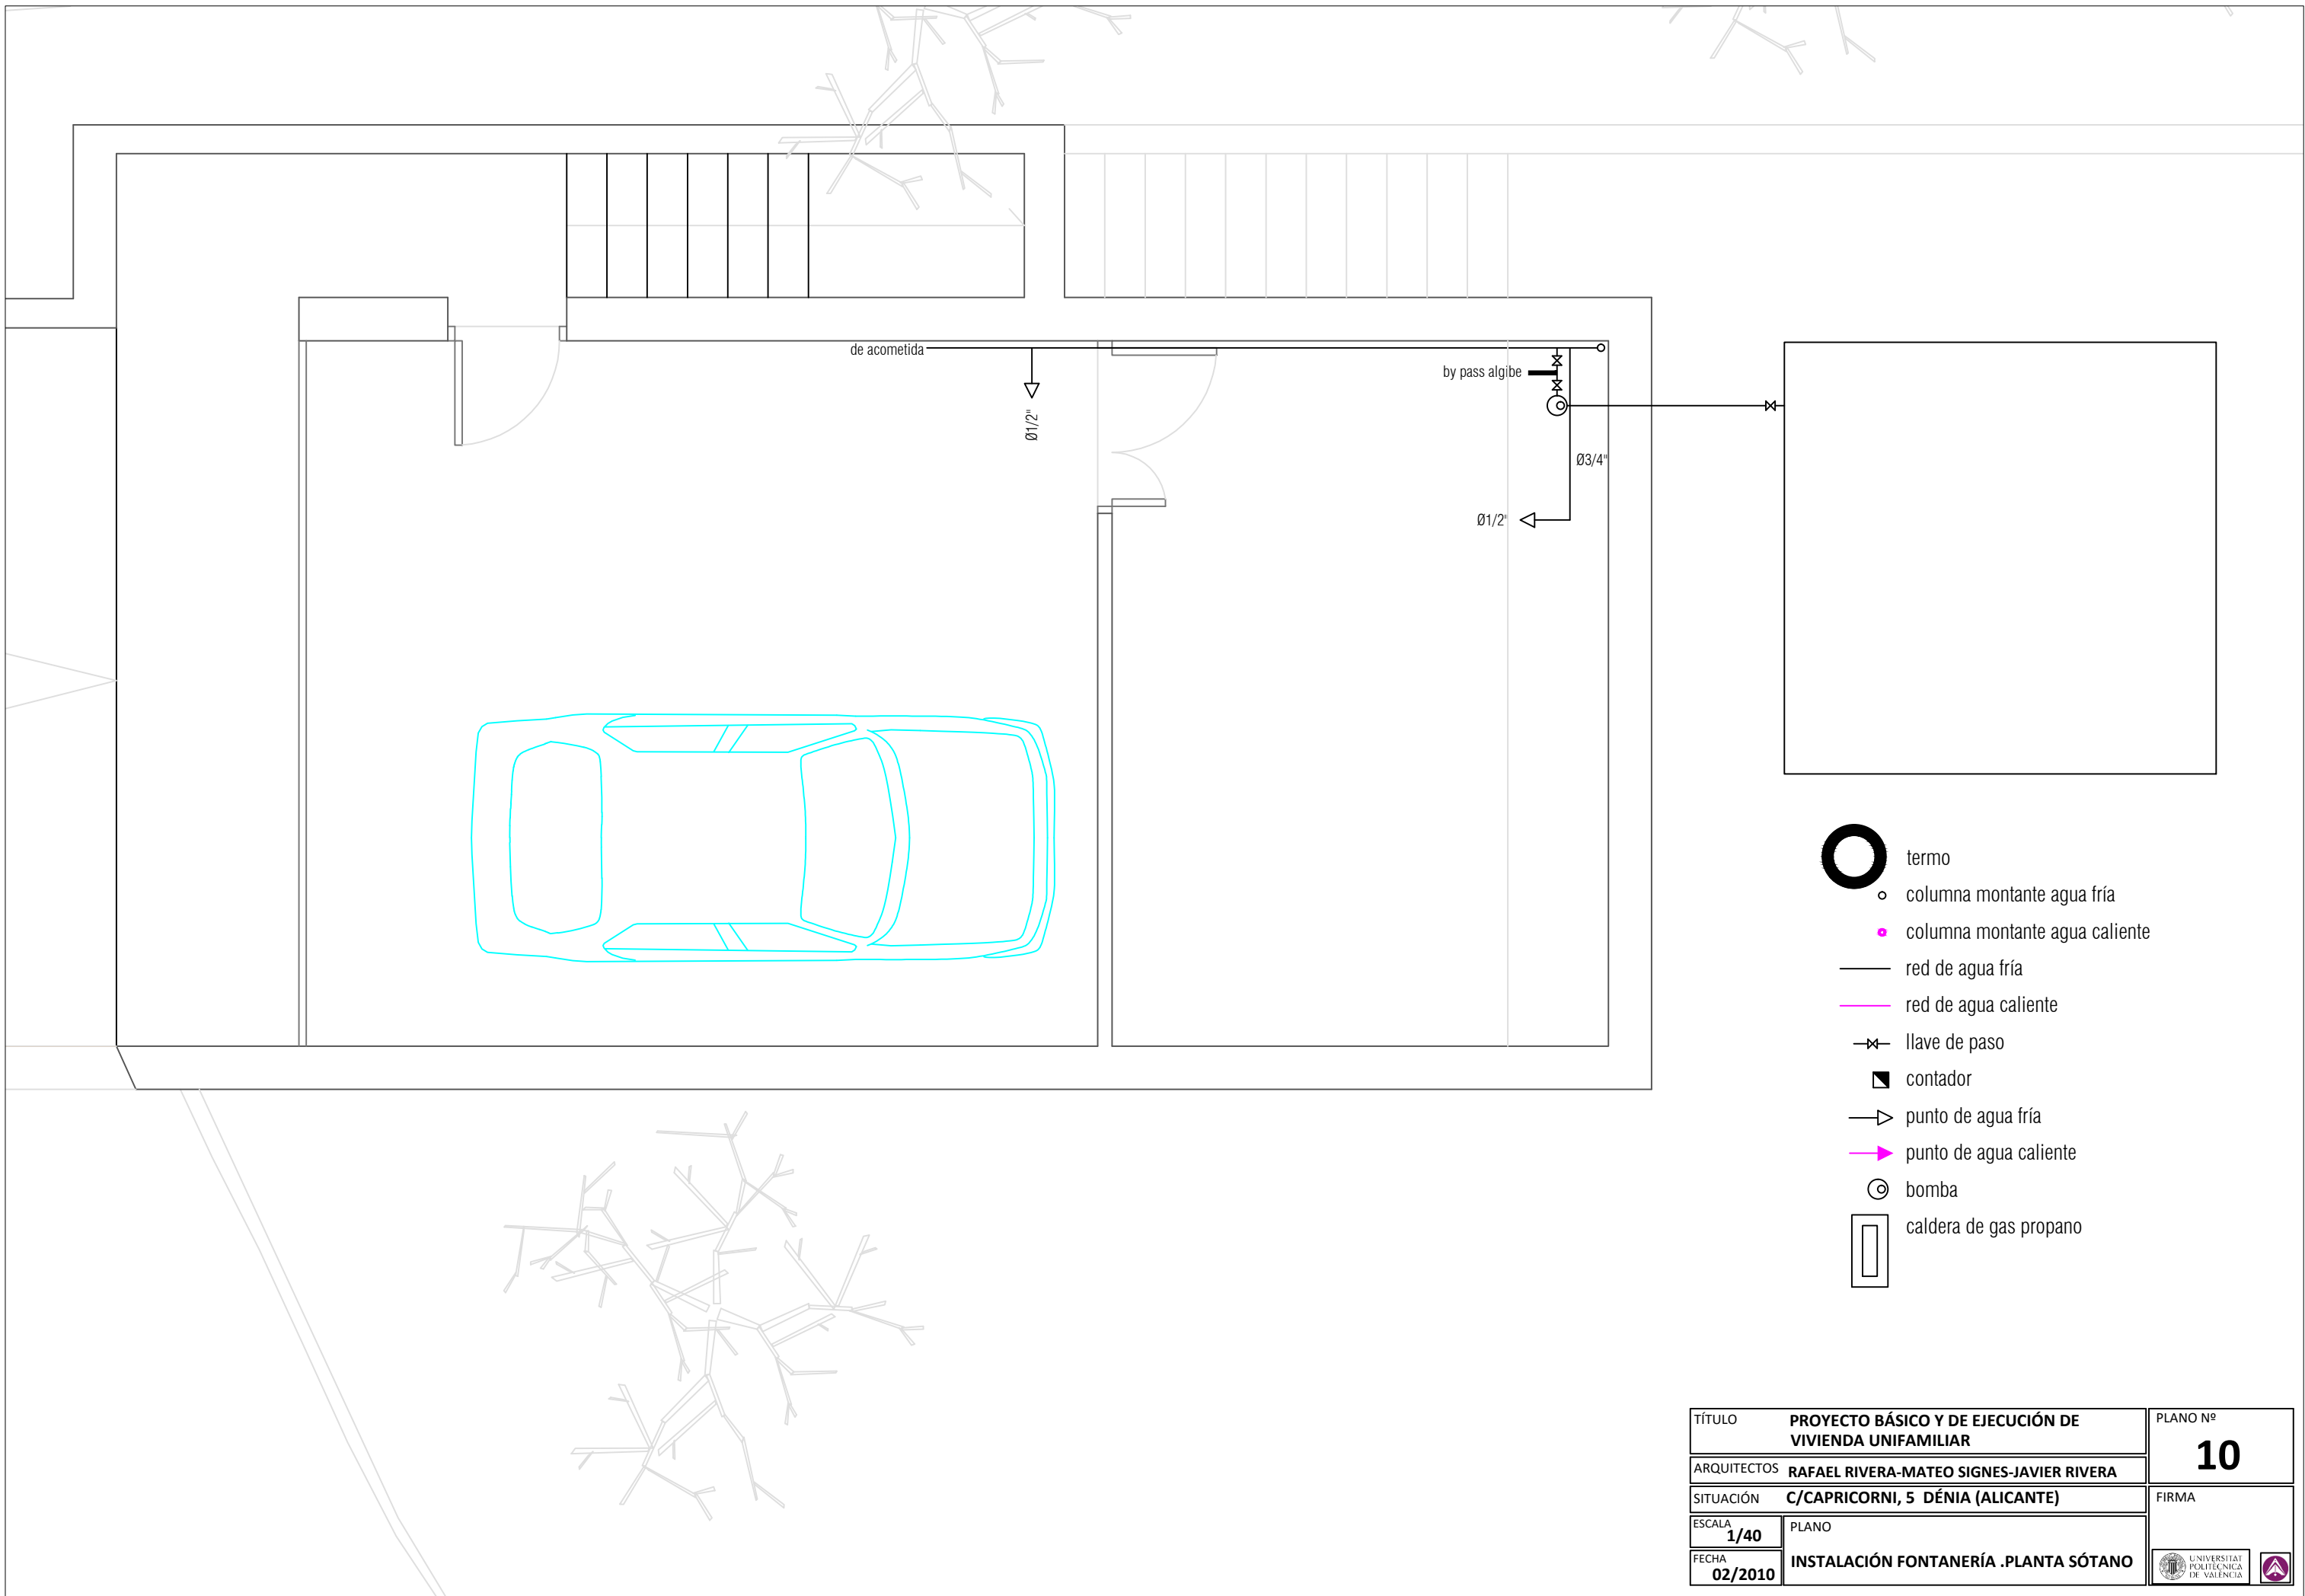 de acometida
by pass algibe
Ø1/2"
Ø3/4"
Ø1/2"
termo
columna montante agua fría
columna montante agua caliente
red de agua fría
red de agua caliente
llave de paso
contador
punto de agua fría
punto de agua caliente
bomba
caldera de gas propano
TÍTULO
PROYECTO BÁSICO Y DE EJECUCIÓN DE
VIVIENDA UNIFAMILIAR
PLANO Nº
10
ARQUITECTOS RAFAEL RIVERA-MATEO SIGNES-JAVIER RIVERA
SITUACIÓN C/CAPRICORNI, 5 DÉNIA (ALICANTE)
FIRMA
ESCALA
1/40
PLANO
INSTALACIÓN FONTANERÍA .PLANTA SÓTANO
FECHA
02/2010
UNIVERSITAT
POLITÈCNICA
DE VALÈNCIA